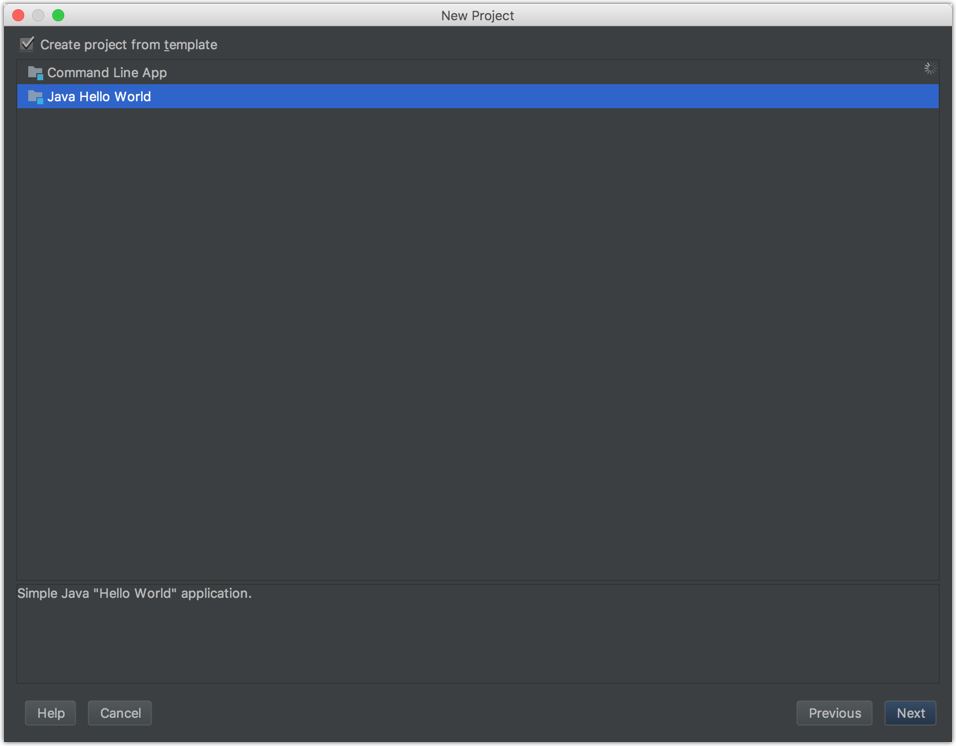 New Project
Create project from template
Command Line App
Java Hello World
Simple Java "Hello World" application.
Help Cancel Previous Next